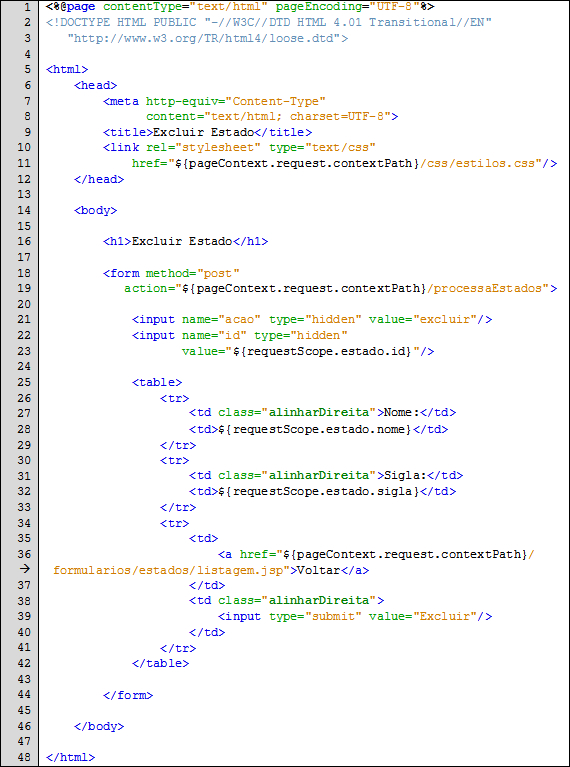 1 <%@page contentType="text/html" pageEncoding="UTF-8"%>
2 <!DOCTYPE HTML PUBLIC "-//W3C//DTD HTML 4.01 Transitional//EN"
3    "http://www.w3.org/TR/html4/loose.dtd">
4
5 <html>
6     <head>
7         <meta http-equiv="Content-Type"
8               content="text/html; charset=UTF-8">
9         <title>Excluir Estado</title>
10         <link rel="stylesheet" type="text/css"
11             href="${pageContext.request.contextPath}/css/estilos.css"/>
12     </head>
13
14     <body>
15
16         <h1>Excluir Estado</h1>
17
18         <form method="post"
19            action="${pageContext.request.contextPath}/processaEstados">
20
21             <input name="acao" type="hidden" value="excluir"/>
22             <input name="id" type="hidden"
23                    value="${requestScope.estado.id}"/>
24
25             <table>
26                 <tr>
27                     <td class="alinharDireita">Nome:</td>
28                     <td>${requestScope.estado.nome}</td>
29                 </tr>
30                 <tr>
31                     <td class="alinharDireita">Sigla:</td>
32                     <td>${requestScope.estado.sigla}</td>
33                 </tr>
34                 <tr>
35                     <td>
36                         <a href="${pageContext.request.contextPath}/
→ formularios/estados/listagem.jsp">Voltar</a>
37                     </td>
38                     <td class="alinharDireita">
39                         <input type="submit" value="Excluir"/>
40                     </td>
41                 </tr>
42             </table>
43
44         </form>
45
46     </body>
47
48 </html>